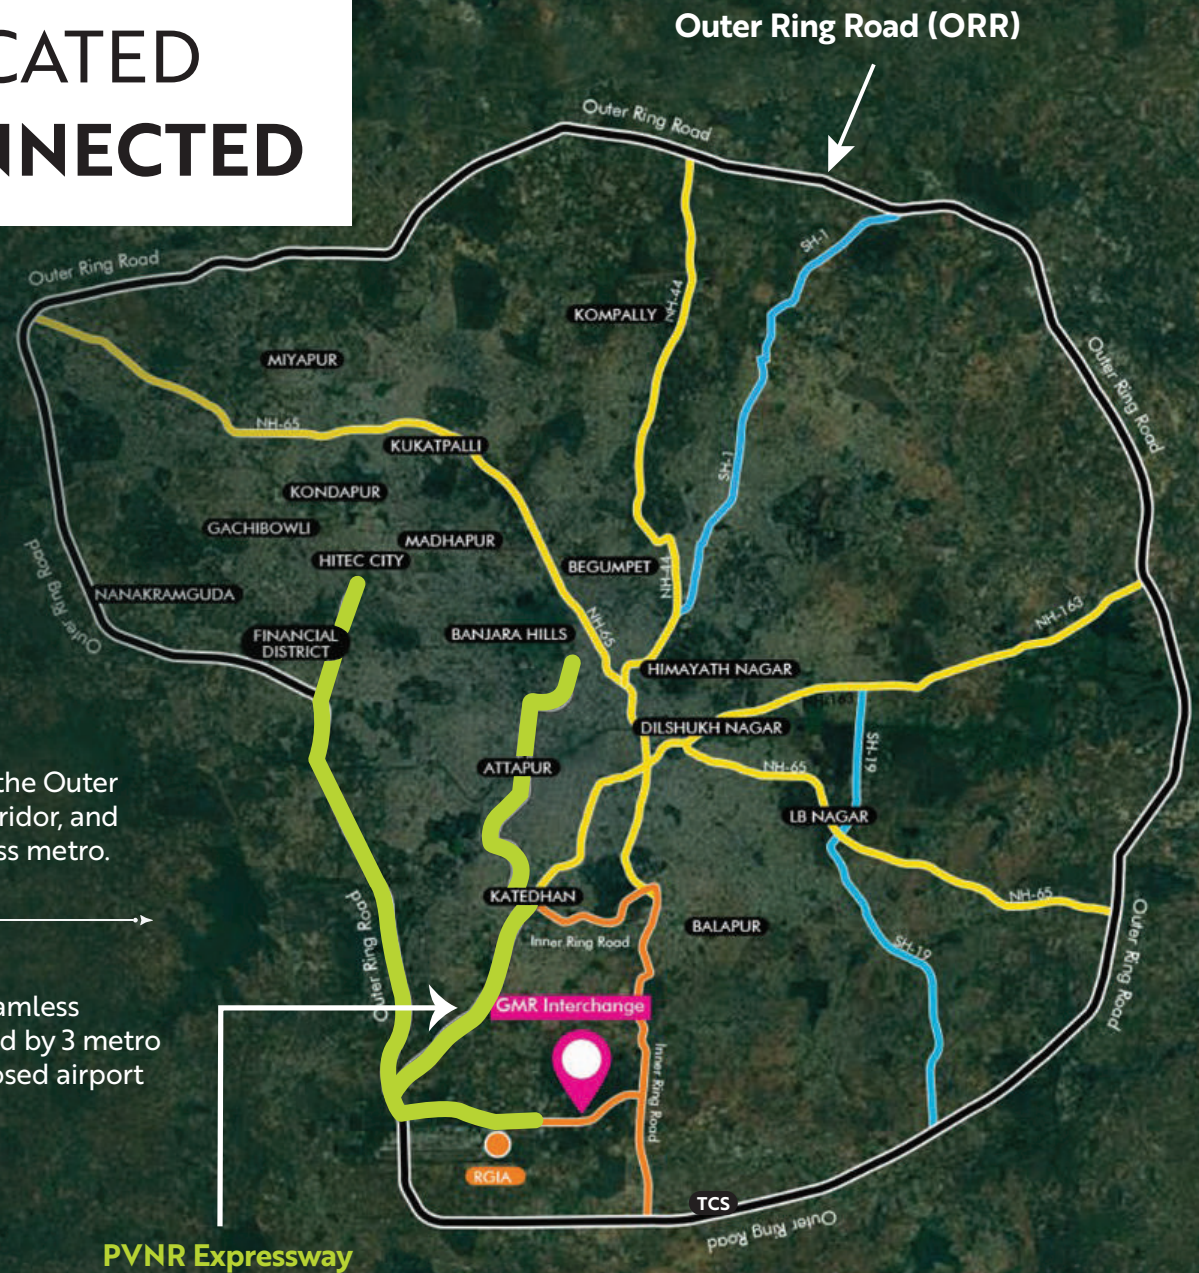 CATED
NNECTED
Outer Ring Road (ORR)
Outer Ring Road
Outer Ring Road
SH-1
NH-44
KOMPALLY
MIYAPUR
Outer Ring Road
NH-65
KUKATPALLI
SH-1
KONDAPUR
GACHIBOWLI
MADHAPUR
HITEC CITY
BEGUMPET
NH-44
Outer Ring Road
NANAKRAMGUDA
NH-163
NH-65
FINANCIAL
DISTRICT
BANJARA HILLS
HIMAYATH NAGAR
NH-163
DILSHUKH NAGAR
SH-19
ATTAPUR
NH-65
the Outer
ridor, and
ss metro.
LB NAGAR
KATEDHAN
NH-65
Outer Ring Road
BALAPUR
Inner Ring Road
SH-19
Outer Ring Road
GMR Interchange
amless
d by 3 metro
osed airport
Inner Ring Road
RGIA
TCS
Outer Ring Road
PVNR Expressway